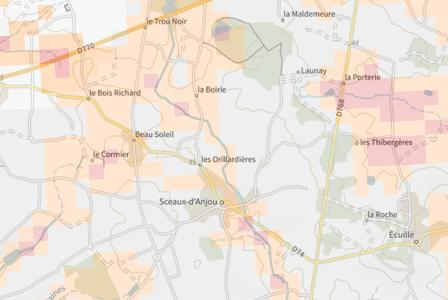 la Maldemeure
le Trou Noir
44
D770
Launay
la Porterie
le Bois Richard
la Boirie
D768
Beau Soleil
les Thibergères
le Cormier
35
les Orillardières
Sceaux-d'Anjou
la Roche
Écuillé
D74